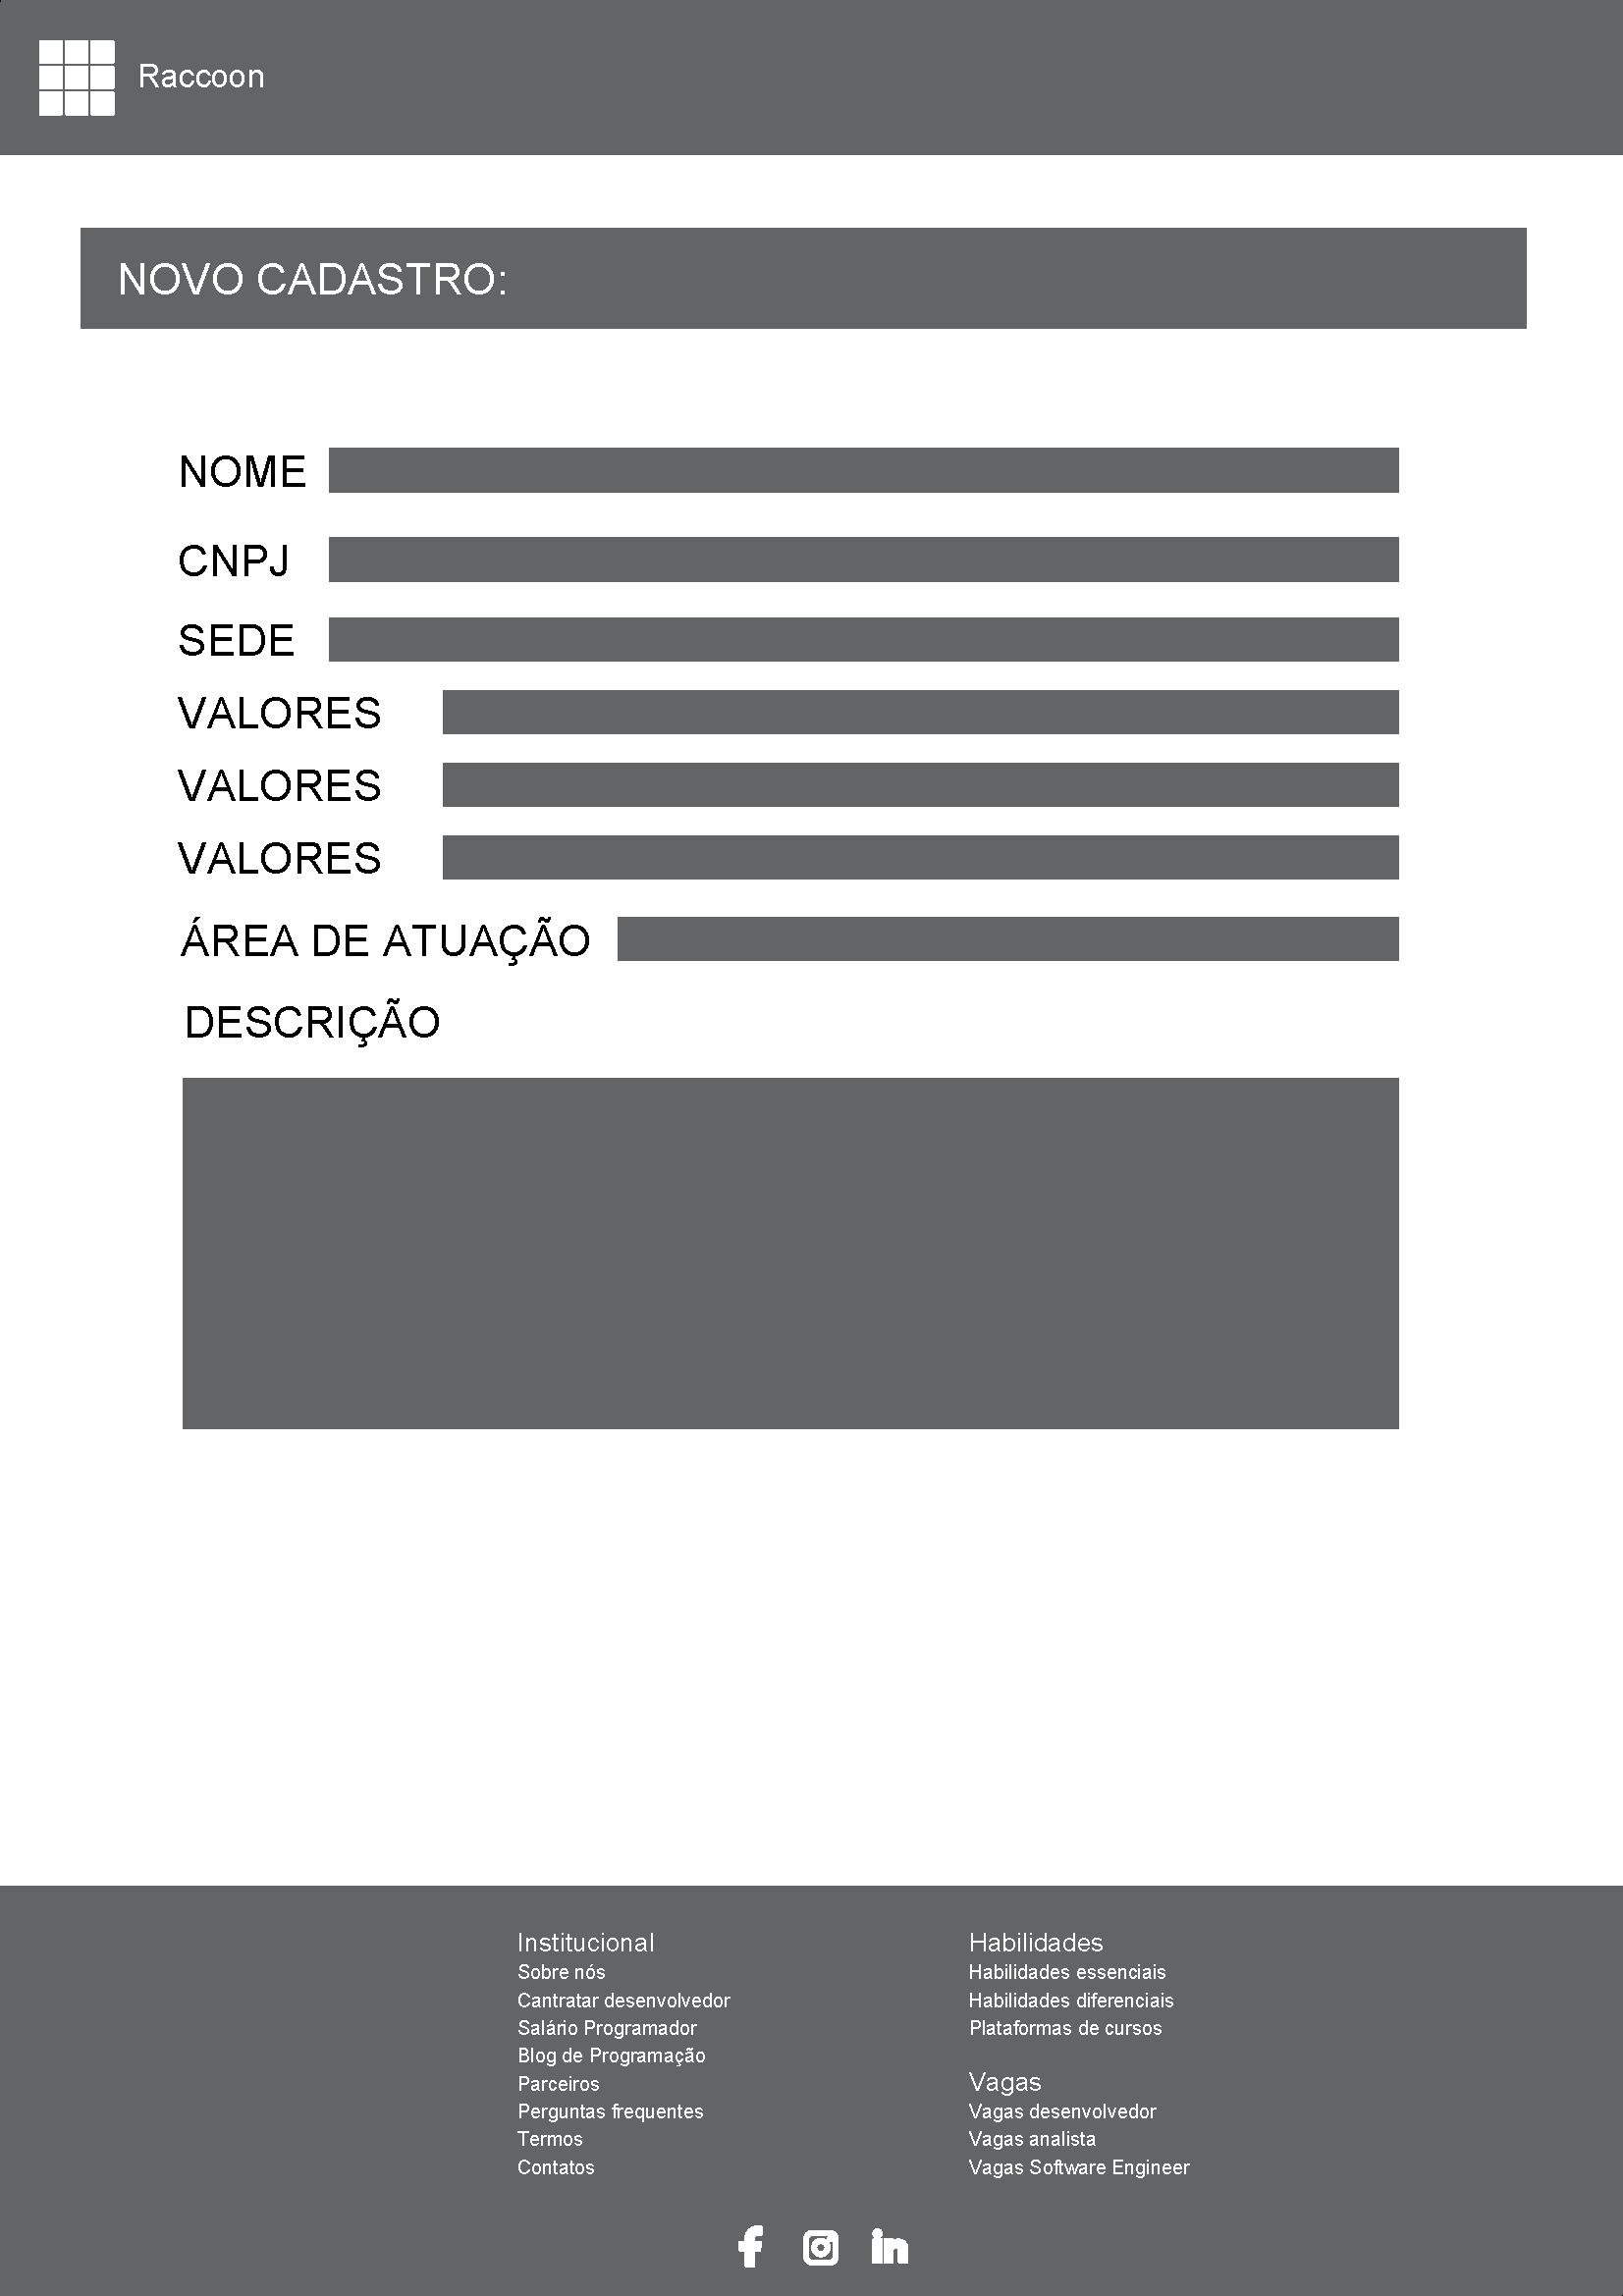 Raccoon
NOVO CADASTRO:
NOME
CNPJ
SEDE
VALORES
VALORES
VALORES
ÁREA DE ATUAÇÃO
DESCRIÇÃO
Institucional
Sobre nós
Cantratar desenvolvedor
Salário Programador
Blog de Programação
Parceiros
Perguntas frequentes
Termos
Contatos
Habilidades
Habilidades essenciais
Habilidades diferenciais
Plataformas de cursos
Vagas
Vagas desenvolvedor
Vagas analista
Vagas Software Engineer
f
in